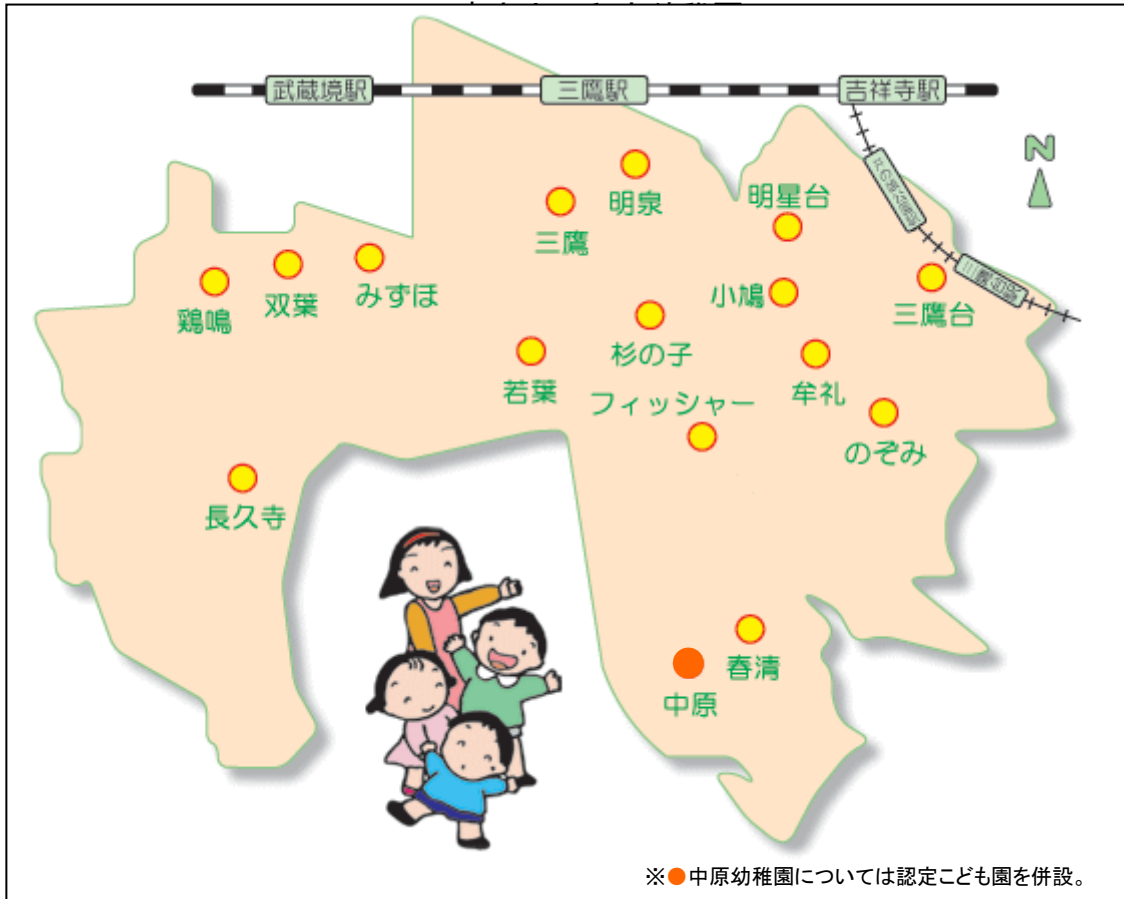 武蔵境駅
三鷹駅
吉祥寺駅
N
明泉
明星台
三鷹
双葉
みずほ
鶏鳴
小鳩
三鷹台
杉の子
若葉
牟礼
フィッシャー
のぞみ
長久寺
春清
中原
※●中原幼稚園については認定こども園を併設。